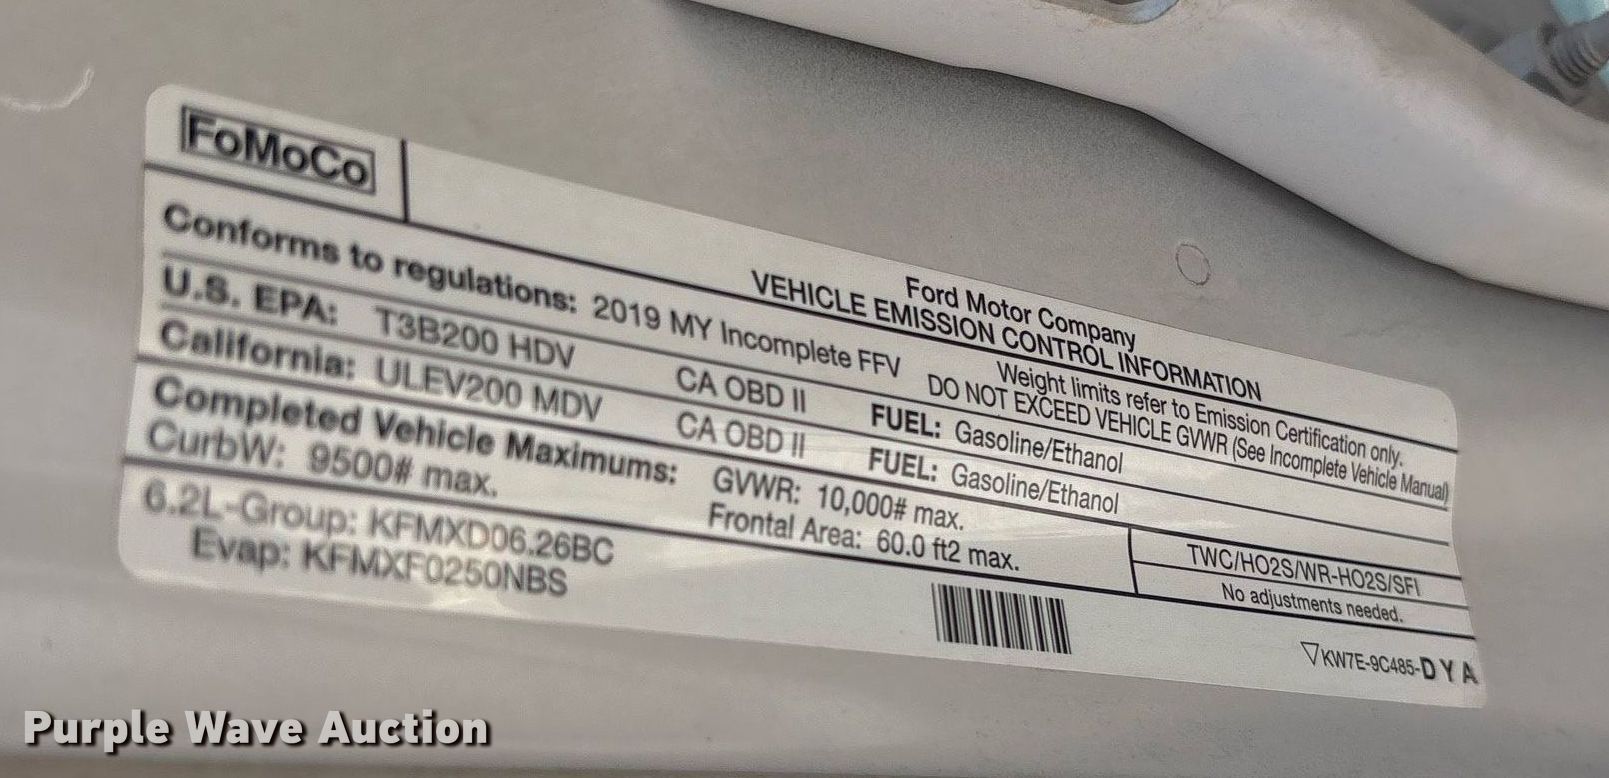 FoMoCo
Ford Motor Company
VEHICLE EMISSION CONTROL INFORMATION
Conforms to regulations: 2019 MY Incomplete FFV
Weight limits refer to Emission Certification only.
DO NOT EXCEED VEHICLE GVWR (See Incomplete Vehicle Manual)
U.S. EPA: T3B200 HDV CA OBD II FUEL: Gasoline/Ethanol
California: ULEV200 MDV CA OBD II FUEL: Gasoline/Ethanol
Completed Vehicle Maximums: GVWR: 10,000# max.
CurbW: 9500# max. Frontal Area: 60.0 ft2 max.
6.2L-Group: KFMXD06.26BC
Evap: KFMXF0250NBS
TWC/HO2S/WR-HO2S/SFI
No adjustments needed.
▽KW7E-9C485-DYA
Purple Wave Auction